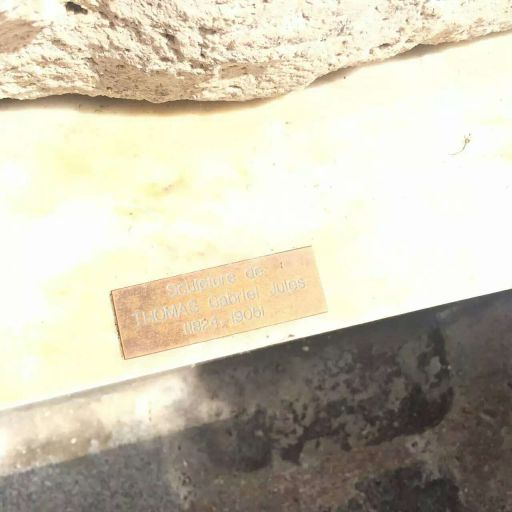 Sculpture de
THOMAS Gabriel Jules
(1824.1905)